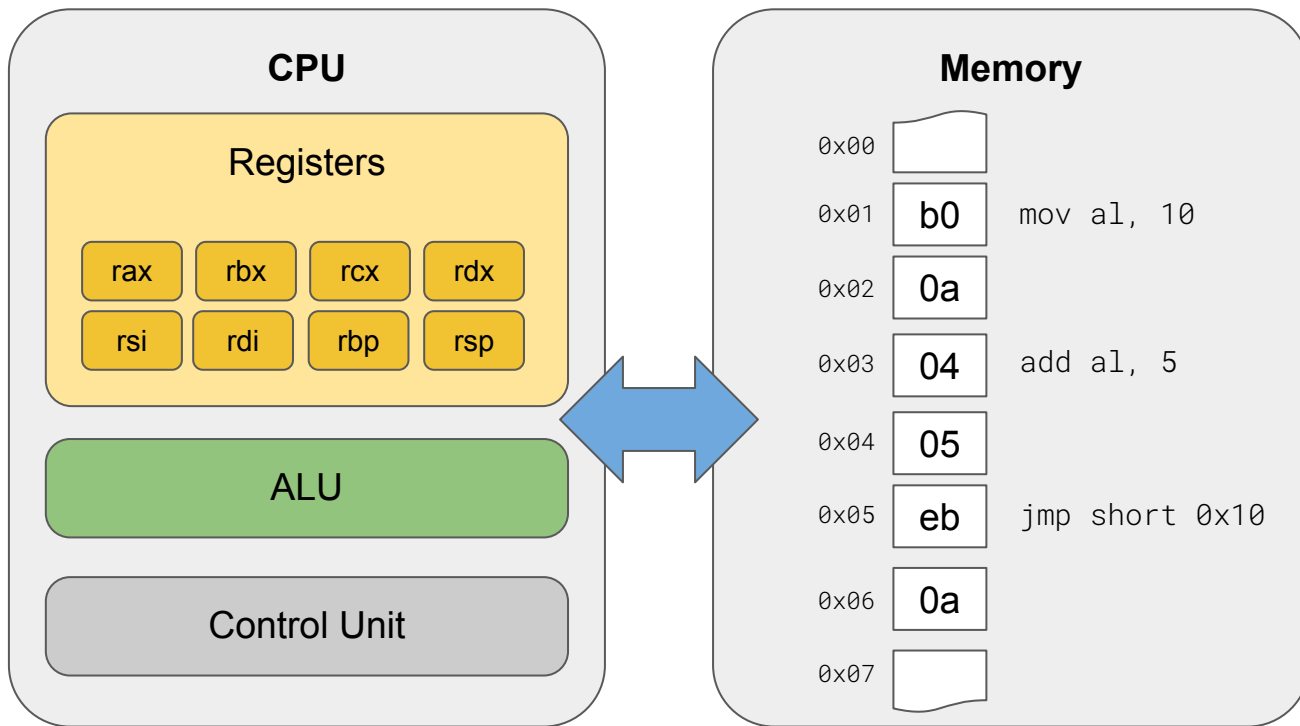 CPU
Registers
rax rbx rcx rdx
rsi rdi rbp rsp
ALU
Control Unit
Memory
0x00
0x01 b0 mov al, 10
0x02 0a
0x03 04 add al, 5
0x04 05
0x05 eb jmp short 0x10
0x06 0a
0x07